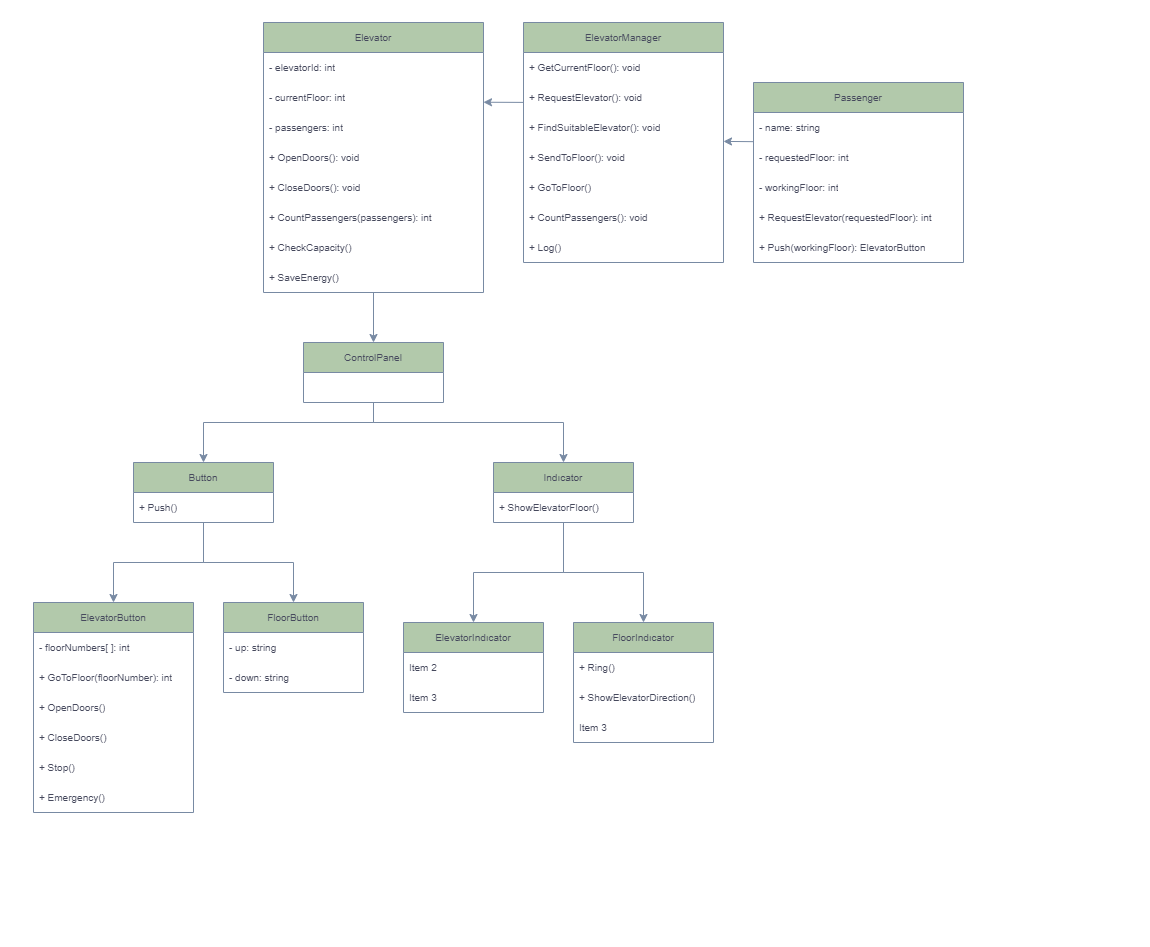 Elevator
- elevatorId: int
- currentFloor: int
- passengers: int
+ OpenDoors(): void
+ CloseDoors(): void
+ CountPassengers(passengers): int
+ CheckCapacity()
+ SaveEnergy()
ElevatorManager
+ GetCurrentFloor(): void
+ RequestElevator(): void
+ FindSuitableElevator(): void
+ SendToFloor(): void
+ GoToFloor()
+ CountPassengers(): void
+ Log()
Passenger
- name: string
- requestedFloor: int
- workingFloor: int
+ RequestElevator(requestedFloor): int
+ Push(workingFloor): ElevatorButton
ControlPanel
Button
+ Push()
Indicator
+ ShowElevatorFloor()
ElevatorButton
- floorNumbers[ ]: int
+ GoToFloor(floorNumber): int
+ OpenDoors()
+ CloseDoors()
+ Stop()
+ Emergency()
FloorButton
- up: string
- down: string
ElevatorIndicator
Item 2
Item 3
FloorIndicator
+ Ring()
+ ShowElevatorDirection()
Item 3